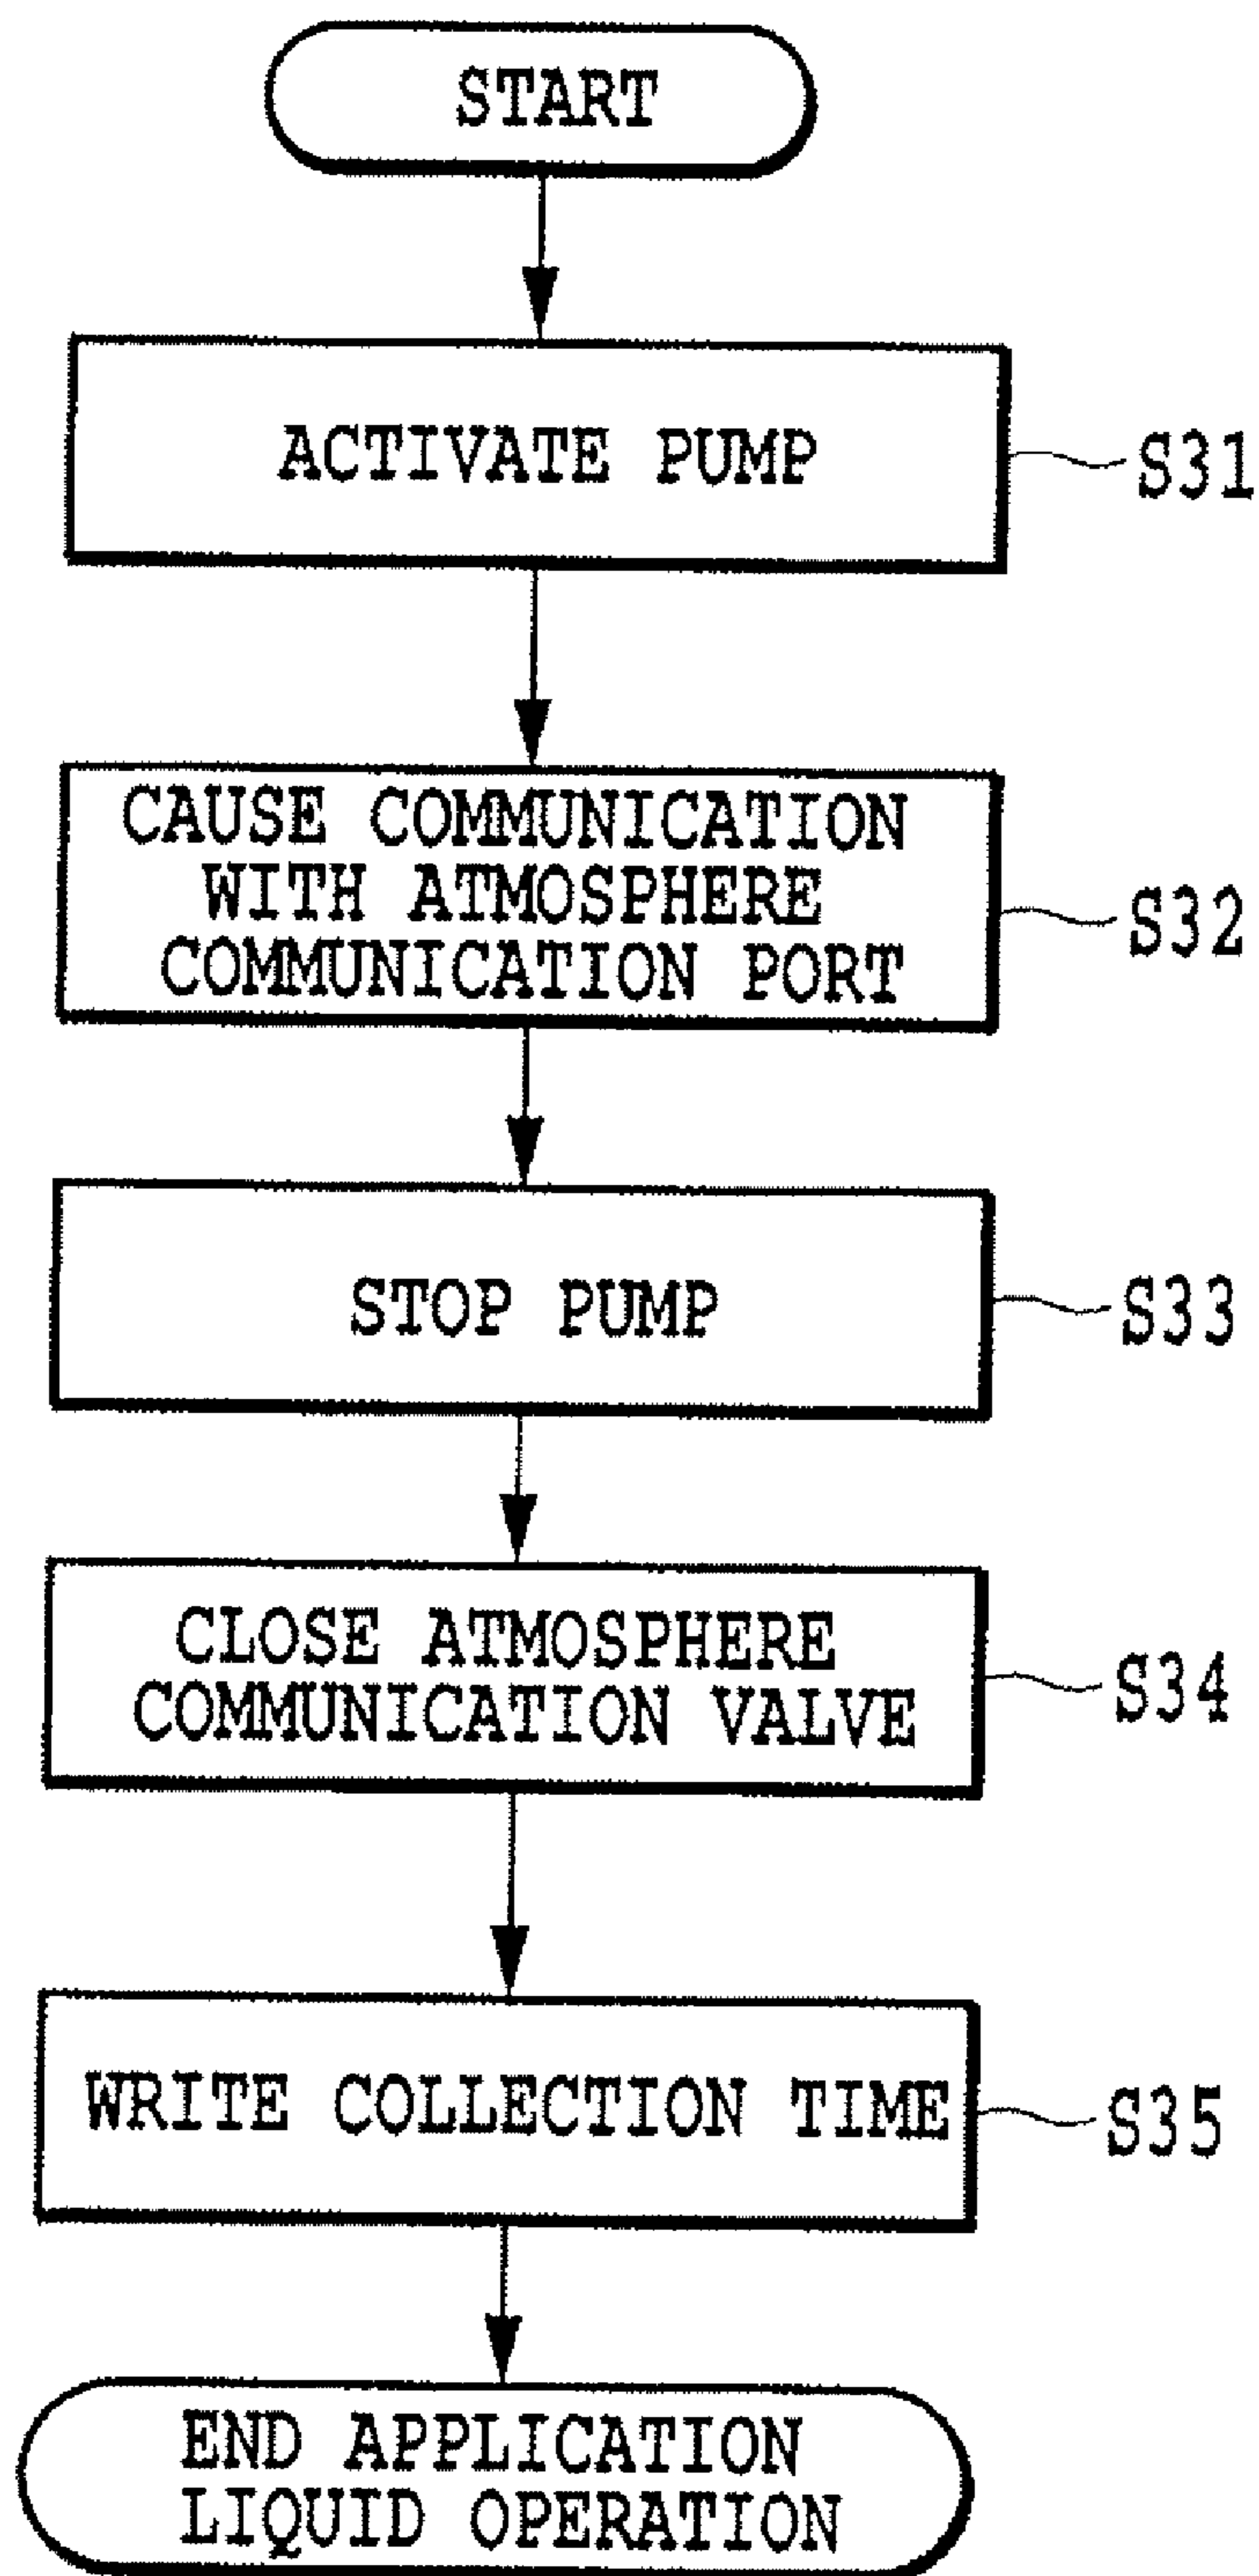 START
ACTIVATE PUMP
S31
CAUSE COMMUNICATION
WITH ATMOSPHERE
COMMUNICATION PORT
S32
STOP PUMP
S33
CLOSE ATMOSPHERE
COMMUNICATION VALVE
S34
WRITE COLLECTION TIME
S35
END APPLICATION
LIQUID OPERATION